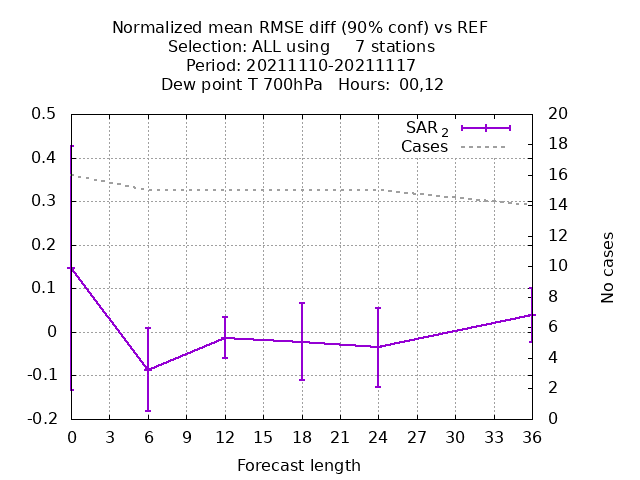 Normalized mean RMSE diff (90% conf) vs REF
Selection: ALL using 7 stations
Period: 20211110-20211117
Dew point T 700hPa Hours: 00,12
0.5
0.4
0.3
0.2
0.1
0
-0.1
-0.2
SAR 2
Cases
20
18
16
14
12
10
8
6
4
2
0
No cases
0 3 6 9 12 15 18 21 24 27 30 33 36
Forecast length